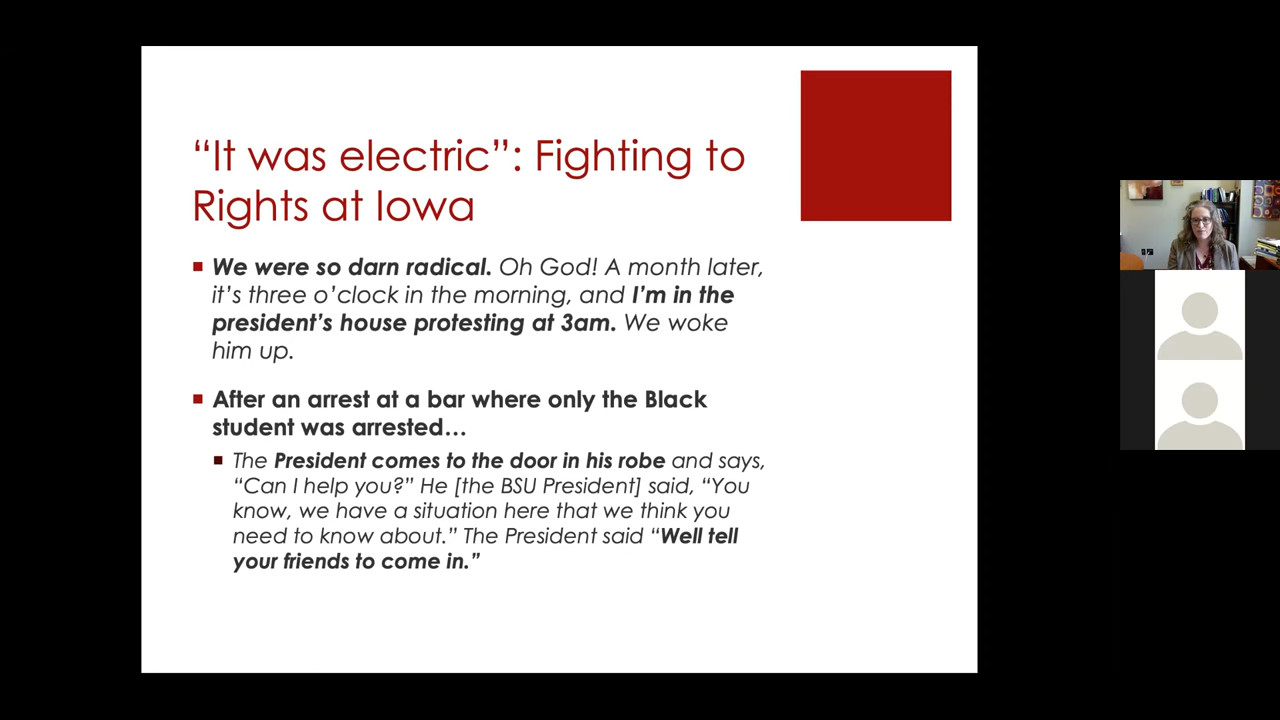 “It was electric”: Fighting to
Rights at Iowa
We were so darn radical. Oh God! A month later,
it’s three o’clock in the morning, and I’m in the
president’s house protesting at 3am. We woke
him up.
After an arrest at a bar where only the Black
student was arrested…
The President comes to the door in his robe and says,
“Can I help you?” He [the BSU President] said, “You
know, we have a situation here that we think you
need to know about.” The President said “Well tell
your friends to come in.”